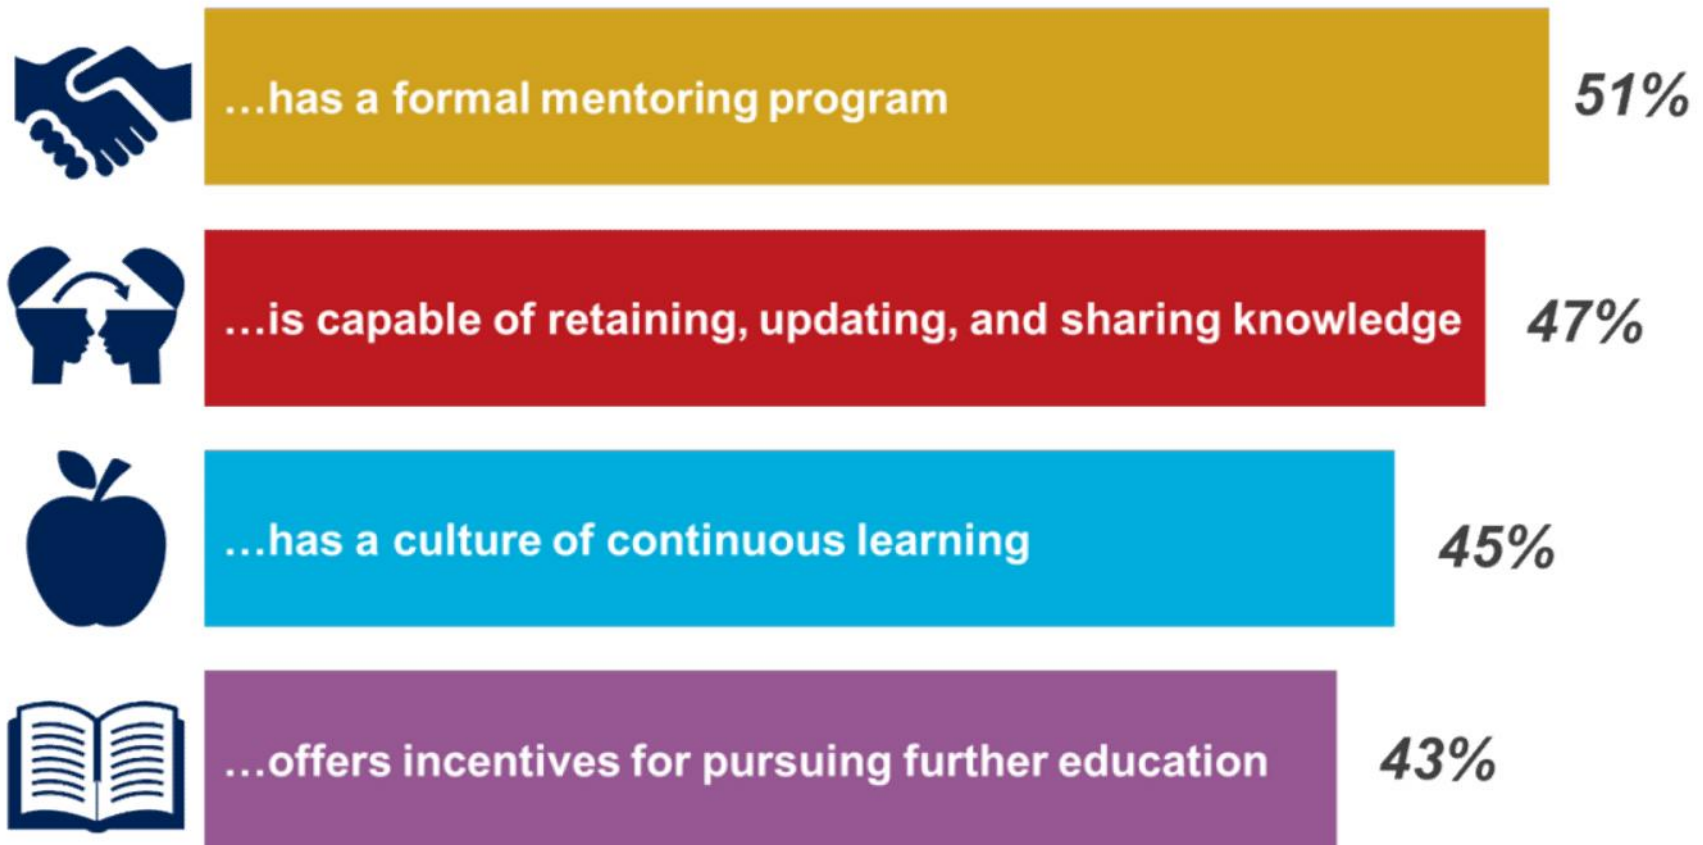 ...has a formal mentoring program
51%
...is capable of retaining, updating, and sharing knowledge
47%
...has a culture of continuous learning
45%
...offers incentives for pursuing further education
43%